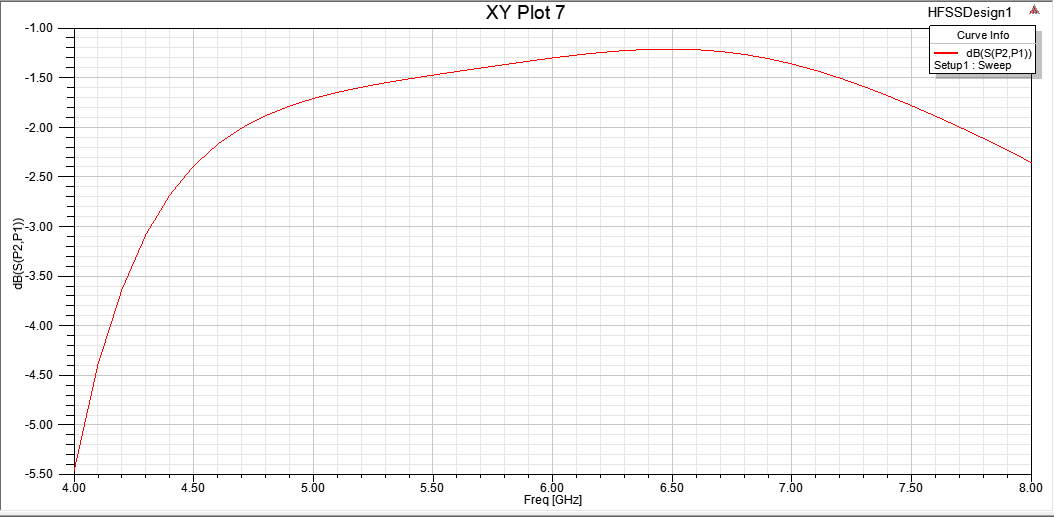 XY Plot 7
HFSSDesign1
Curve Info
dB(S(P2,P1))
Setup1 : Sweep
-1.00
-1.50
-2.00
-2.50
-3.00
-3.50
-4.00
-4.50
-5.00
-5.50
dB(S(P2,P1))
4.00 4.50 5.00 5.50 6.00 6.50 7.00 7.50 8.00
Freq [GHz]